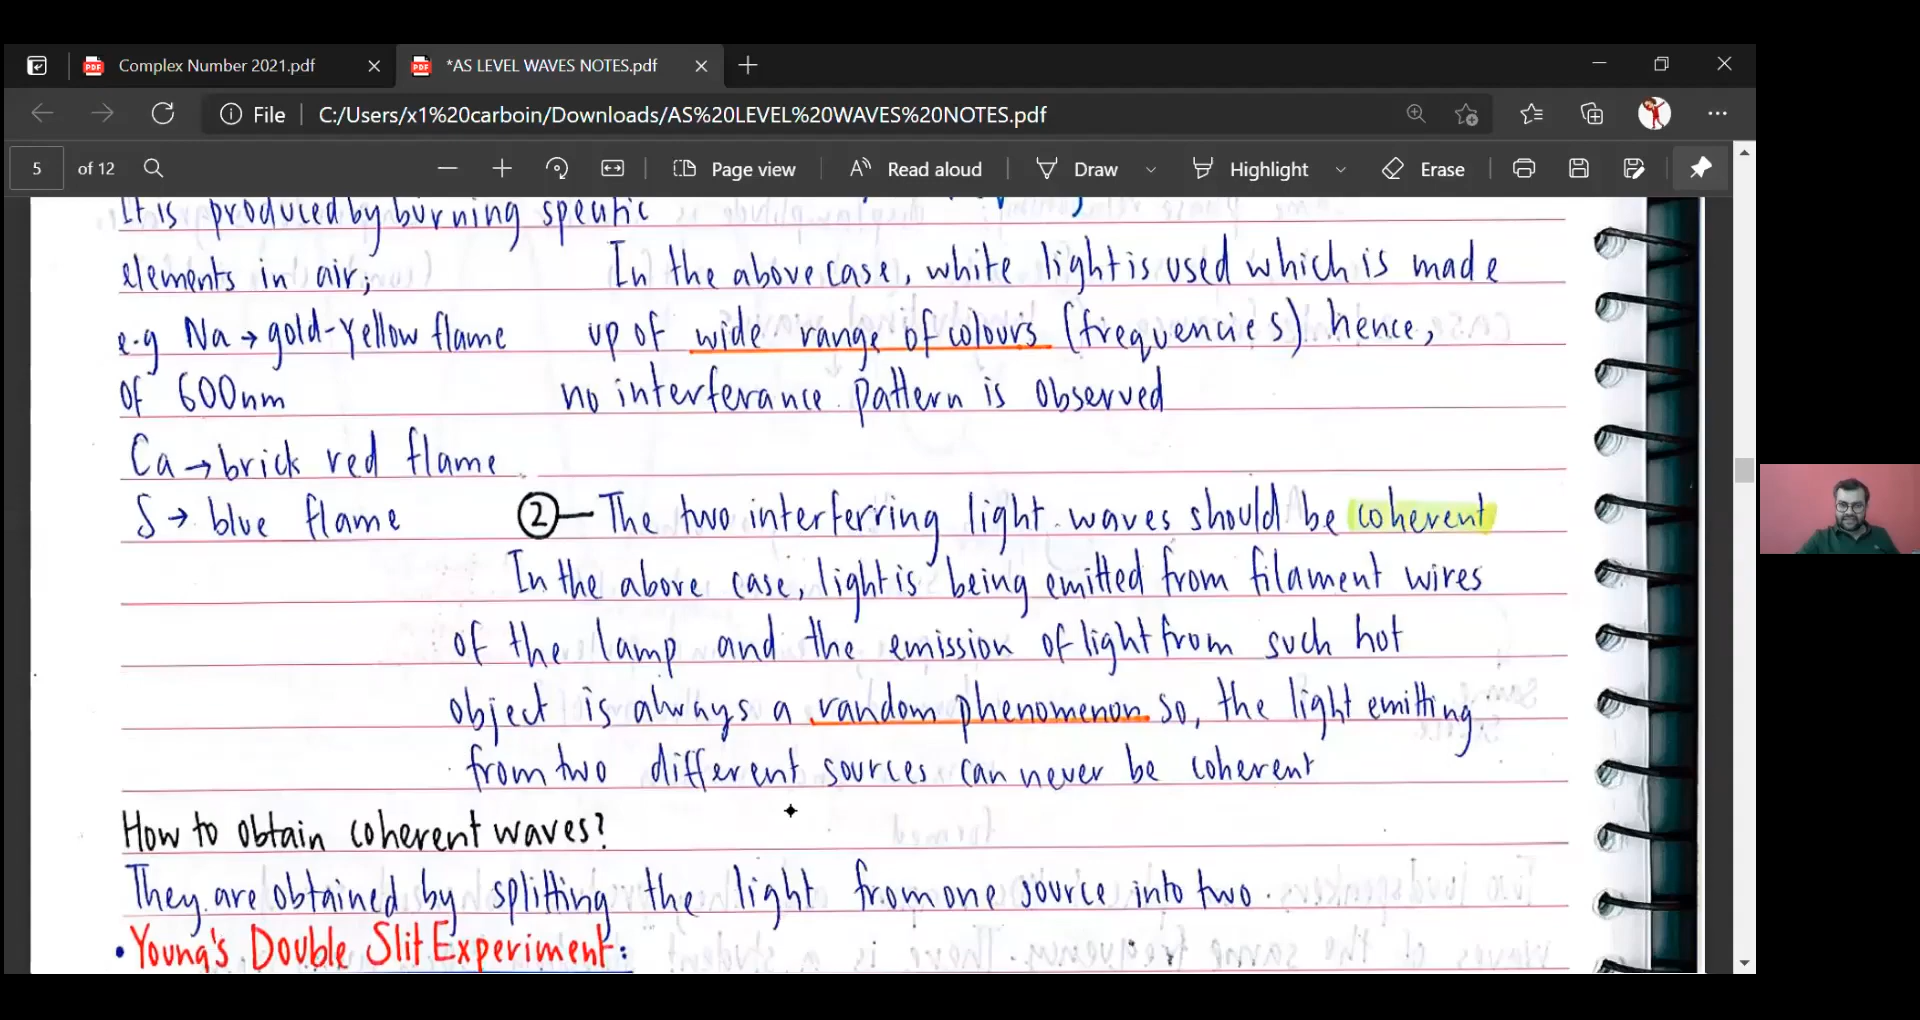 Complex Number 2021.pdf
*AS LEVEL WAVES NOTES.pdf
File
C:/Users/x1%20carboin/Downloads/AS%20LEVEL%20WAVES%20NOTES.pdf
5 of 12
Page view
Read aloud
Draw
Highlight
Erase
It is produced by burning specific
elements in air;
e.g Na → gold-yellow flame
of 600nm
Ca → brick red flame
S → blue flame
In the above case, white light is used which is made
up of wide range of colours (frequencies) hence,
no interferance pattern is observed
② — The two interferring light waves should be coherent
In the above case, light is being emitted from filament wires
of the lamp and the emission of light from such hot
object is always a random phenomenon so, the light emitting
from two different sources can never be coherent
How to obtain coherent waves?
They are obtained by splitting the light from one source into two.
• Young's Double Slit Experiment: